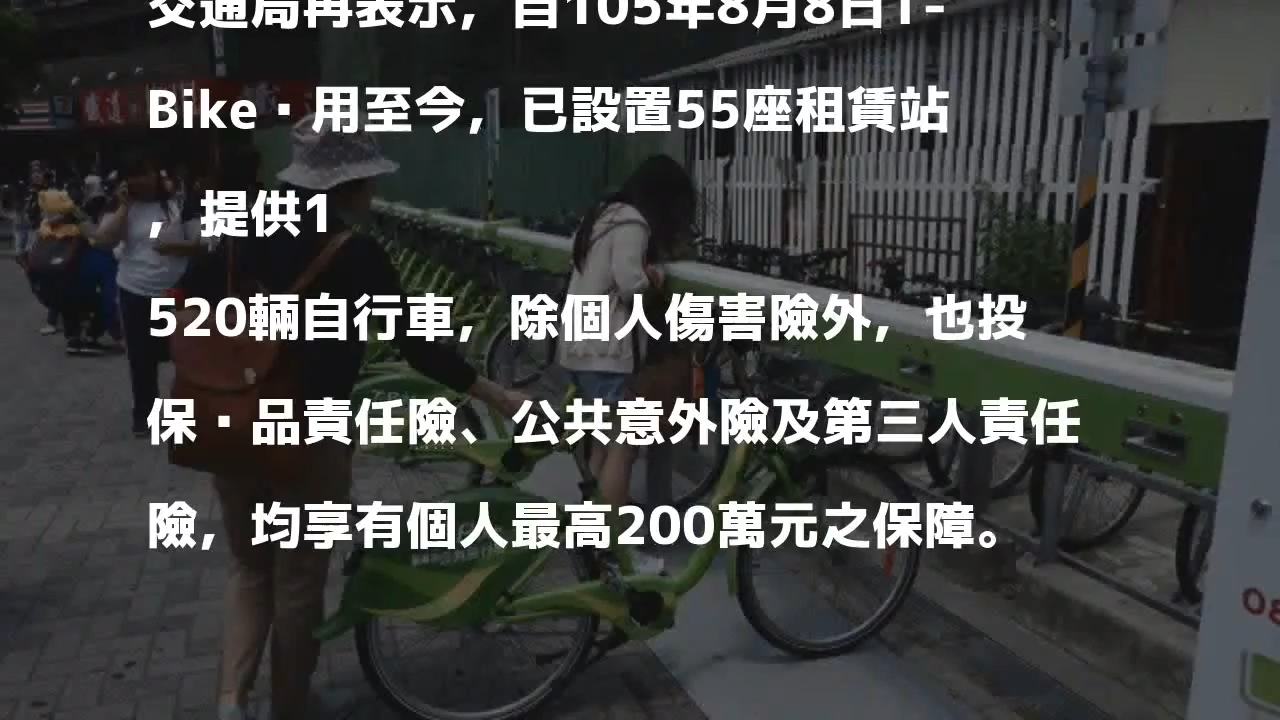 交通局再表示，自105年8月8日T-
Bike▪用至今，已設置55座租賃站
，提供1
520輛自行車，除個人傷害險外，也投
保▪品責任險、公共意外險及第三人責任
險，均享有個人最高200萬元之保障。